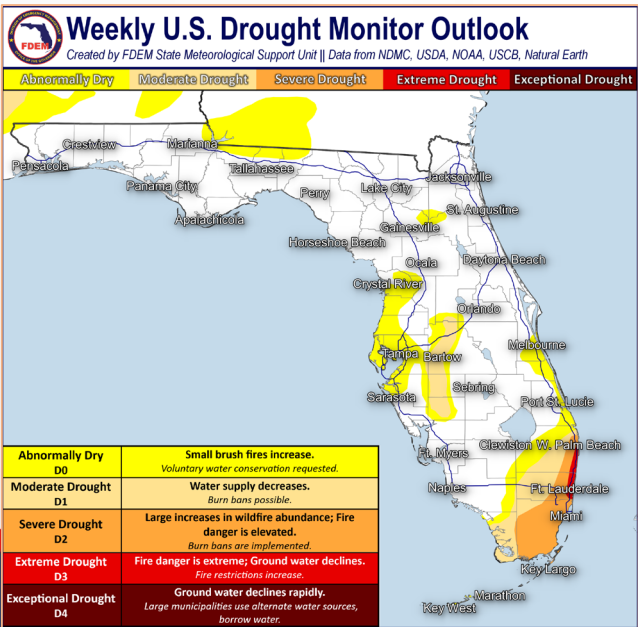 FDEM
Weekly U.S. Drought Monitor Outlook
Created by FDEM State Meteorological Support Unit || Data from NDMC, USDA, NOAA, USCB, Natural Earth
Abnormally Dry Moderate Drought Severe Drought Extreme Drought Exceptional Drought
Crestview
Marianna
Pensacola
Tallahassee
Jacksonville
Panama City
Perry
Lake City
Apalachicola
St. Augustine
Gainesville
Horseshoe Beach
Ocala
Daytona Beach
Crystal River
Orlando
Melbourne
Tampa
Bartow
Sarasota
Sebring
Port St. Lucie
Clewiston
W. Palm Beach
Ft. Myers
Naples
Ft. Lauderdale
Miami
Key Largo
Marathon
Key West
Abnormally Dry
D0
Small brush fires increase.
Voluntary water conservation requested.
Moderate Drought
D1
Water supply decreases.
Burn bans possible.
Severe Drought
D2
Large increases in wildfire abundance; Fire
danger is elevated.
Burn bans are implemented.
Extreme Drought
D3
Fire danger is extreme; Ground water declines.
Fire restrictions increase.
Exceptional Drought
D4
Ground water declines rapidly.
Large municipalities use alternate water sources,
borrow water.